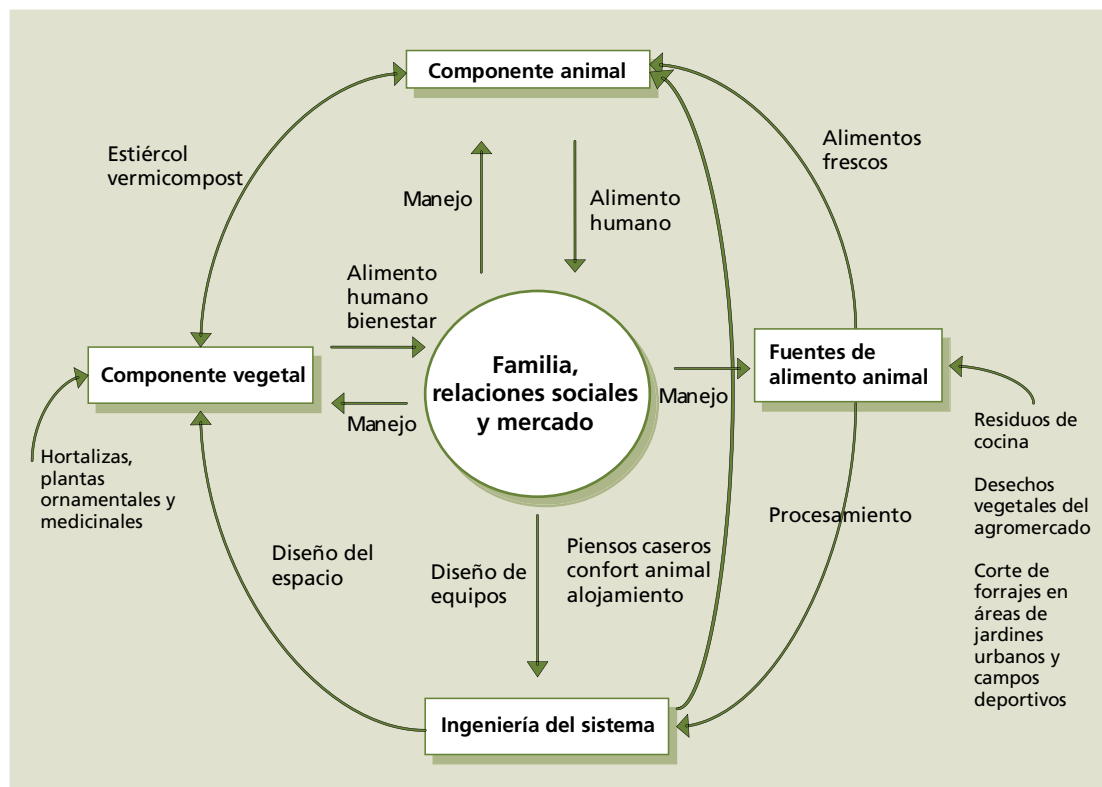 Componente animal
Estiércol
vermicompost
Manejo
Alimento
humano
Alimentos
frescos
Alimento
humano
bienestar
Componente vegetal
Familia,
relaciones sociales
y mercado
Manejo
Manejo
Fuentes de
alimento animal
Hortalizas,
plantas
ornamentales y
medicinales
Residuos de
cocina
Desechos
vegetales del
agromercado
Corte de
forrajes en
áreas de
jardines
urbanos y
campos
deportivos
Procesamiento
Diseño del
espacio
Diseño de
equipos
Piensos caseros
confort animal
alojamiento
Ingeniería del sistema